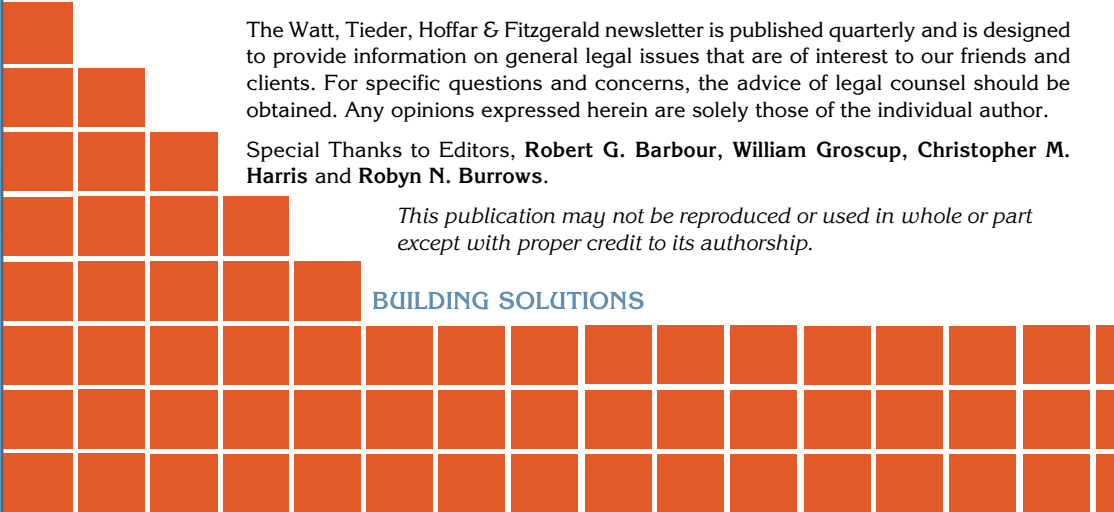 The Watt, Tieder, Hoffar & Fitzgerald newsletter is published quarterly and is designed
to provide information on general legal issues that are of interest to our friends and
clients. For specific questions and concerns, the advice of legal counsel should be
obtained. Any opinions expressed herein are solely those of the individual author.
Special Thanks to Editors, Robert G. Barbour, William Groscup, Christopher M.
Harris and Robyn N. Burrows.
This publication may not be reproduced or used in whole or part
except with proper credit to its authorship.
BUILDING SOLUTIONS